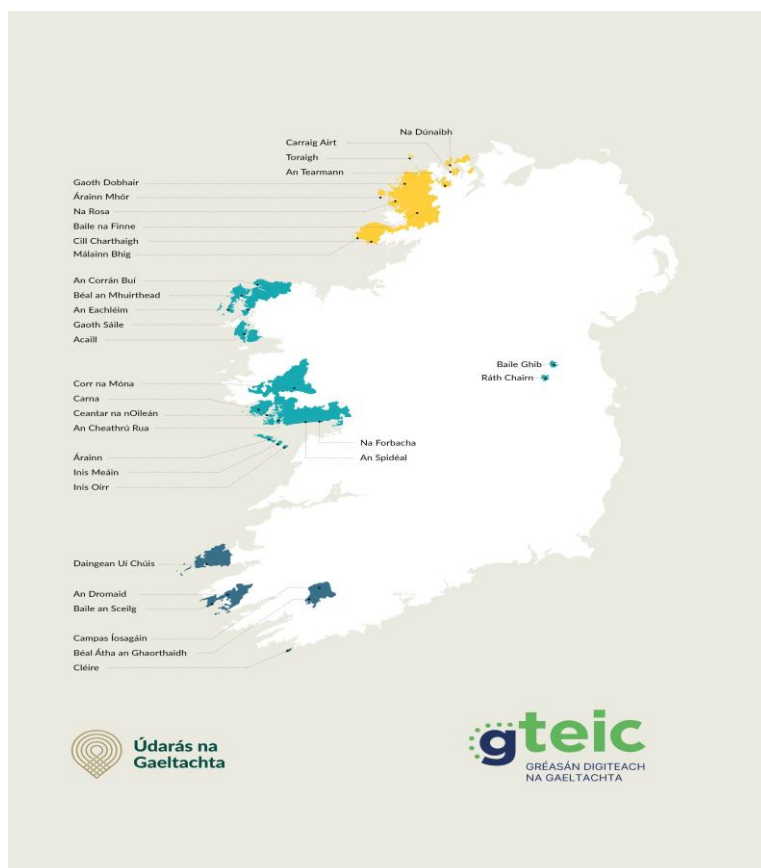 Na Dúnaibh
Carraig Airt
Toraigh
An Tearmann
Gaoth Dobhair
Árainn Mhór
Na Rosa
Baile na Finne
Cill Charthaigh
Málainn Bhig
An Corrán Buí
Béal an Mhuirthead
An Eachléim
Gaoth Sáile
Acaill
Baile Ghib
Ráth Chairn
Corr na Móna
Carna
Ceantar na nOileán
An Cheathrú Rua
Na Forbacha
An Spidéal
Árainn
Inis Meáin
Inis Oírr
Daingean Uí Chúis
An Dromaid
Baile an Sceilg
Campas Íosagáin
Béal Átha an Ghaorthaidh
Cléire
Údarás na
Gaeltachta
gteic
GRÉASÁN DIGITEACH
NA GAELTACHTA